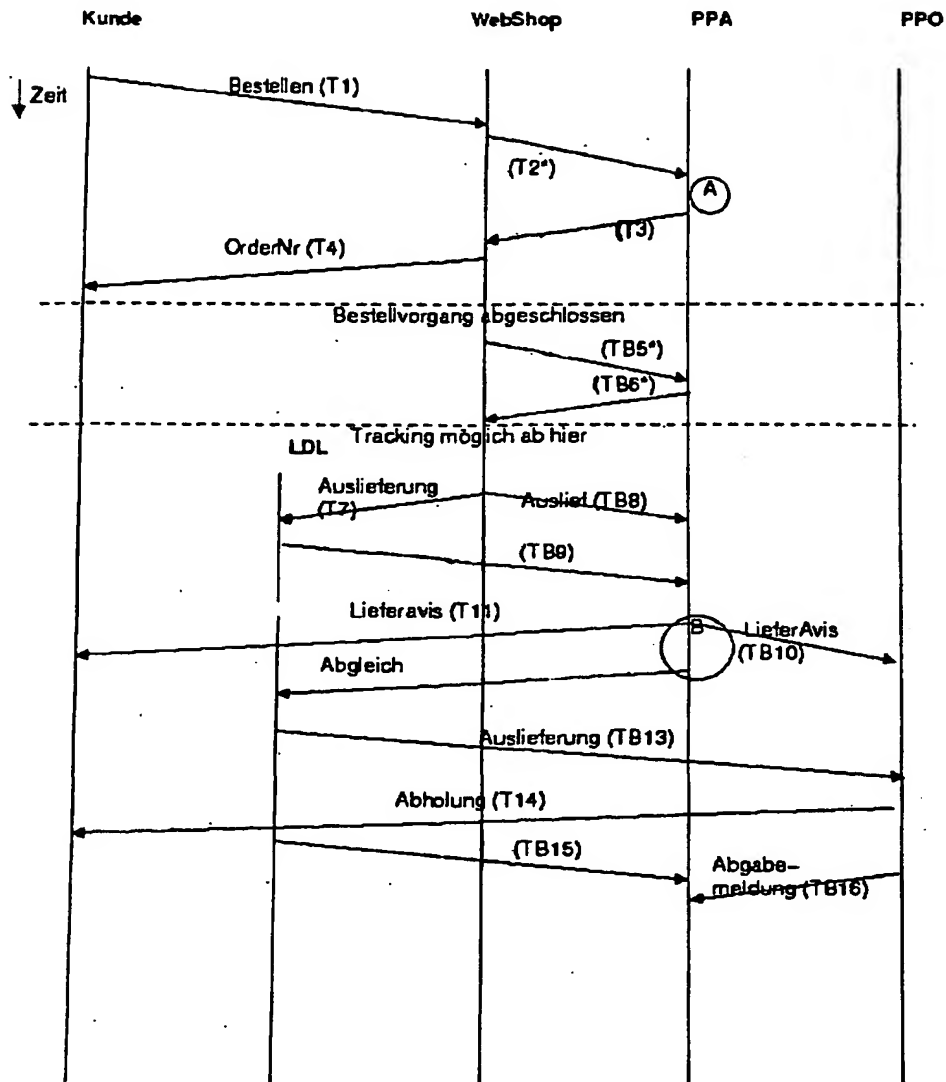 Kunde WebShop PPA PPO
Zeit
Bestellen (T1)
(T2*)
A
(T3)
OrderNr (T4)
Bestellvorgang abgeschlossen
(TB5*)
(TB6*)
Tracking möglich ab hier
LDL
Auslieferung
(T7)
Auslief (TB8)
(TB9)
Lieferavis (T11)
B
LieferAvis
(TB10)
Abgleich
Auslieferung (TB13)
Abholung (T14)
(TB15)
Abgabe-
meldung (TB16)